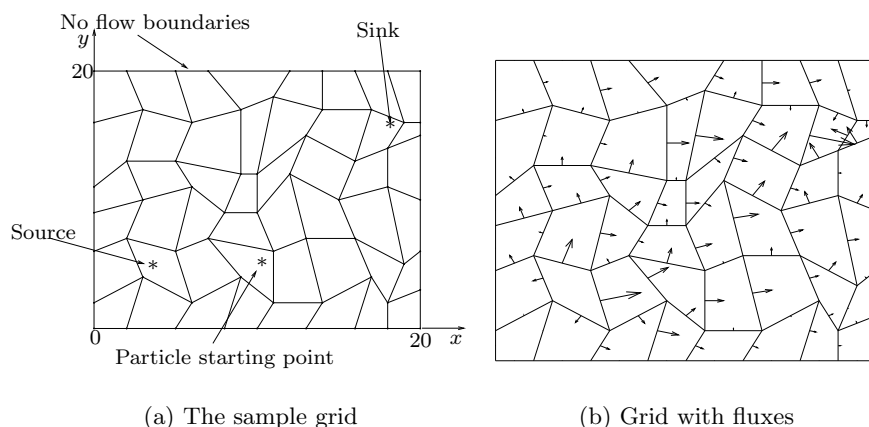 No flow boundaries
Sink
y
20
*
Source
*
*
0
20
x
Particle starting point
(a) The sample grid
(b) Grid with fluxes